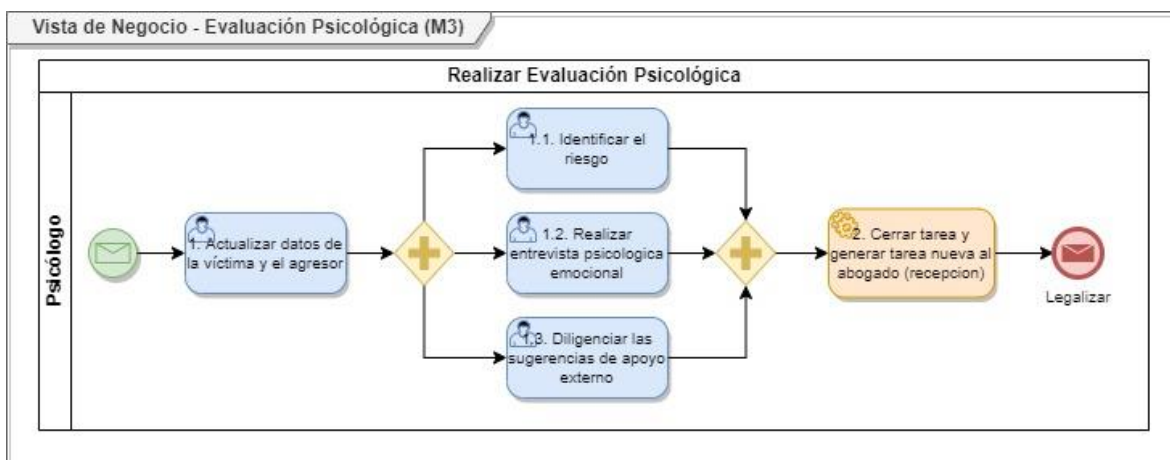 Vista de Negocio - Evaluación Psicológica (M3)
Realizar Evaluación Psicológica
Psicólogo
1. Actualizar datos de
la víctima y el agresor
1.1. Identificar el
riesgo
1.2. Realizar
entrevista psicologica
emocional
1.3. Diligenciar las
sugerencias de apoyo
externo
2. Cerrar tarea y
generar tarea nueva al
abogado (recepcion)
Legalizar